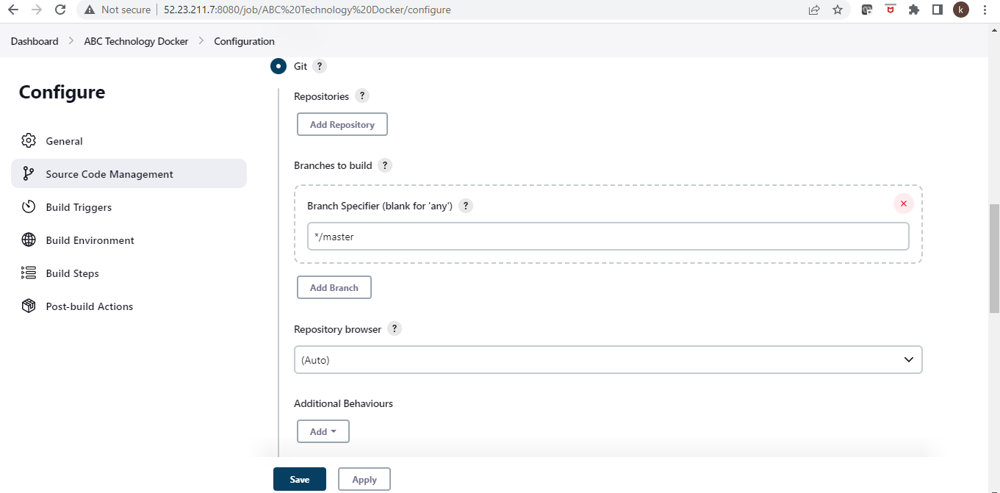 Not secure | 52.23.211.7:8080/job/ABC%20Technology%20Docker/configure
k
Dashboard > ABC Technology Docker > Configuration
Configure
General
Source Code Management
Build Triggers
Build Environment
Build Steps
Post-build Actions
Git ?
Repositories ?
Add Repository
Branches to build ?
Branch Specifier (blank for 'any') ?
*/master
Add Branch
Repository browser ?
(Auto)
Additional Behaviours
Add
Save Apply